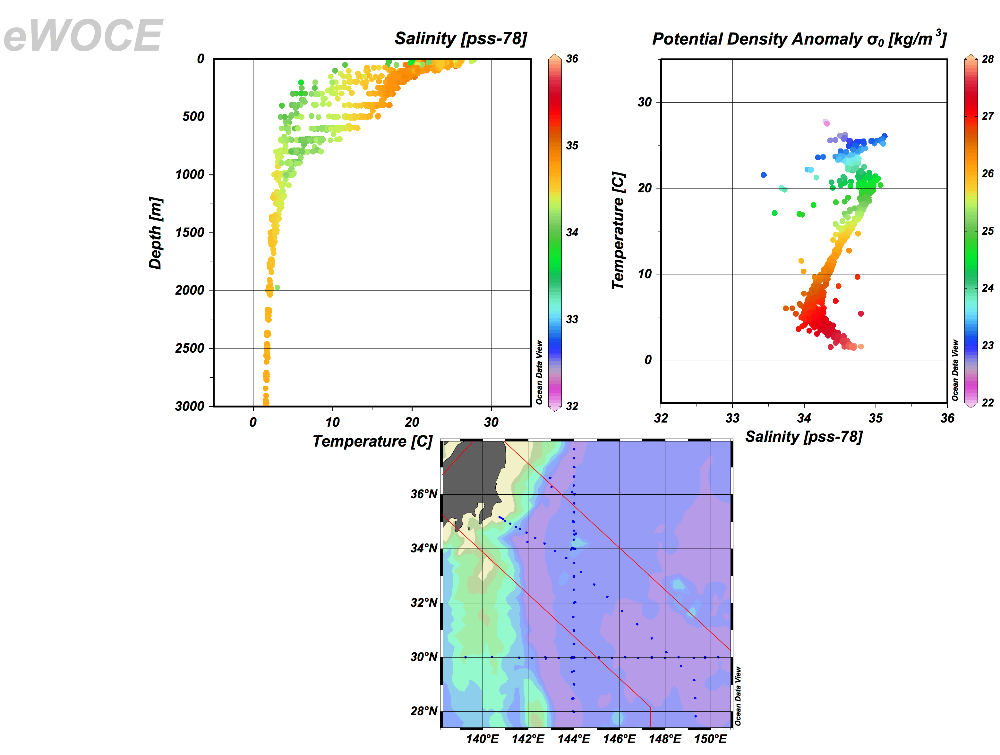 eWOCE
Salinity [pss-78]
0
500
1000
1500
2000
2500
3000
Depth [m]
0 10 20 30
Temperature [C]
36
35
34
33
32
Ocean Data View
Potential Density Anomaly σ0 [kg/m3]
30
20
10
0
Temperature [C]
32 33 34 35 36
Salinity [pss-78]
28
27
26
25
24
23
22
Ocean Data View
36°N
34°N
32°N
30°N
28°N
140°E 142°E 144°E 146°E 148°E 150°E
Ocean Data View